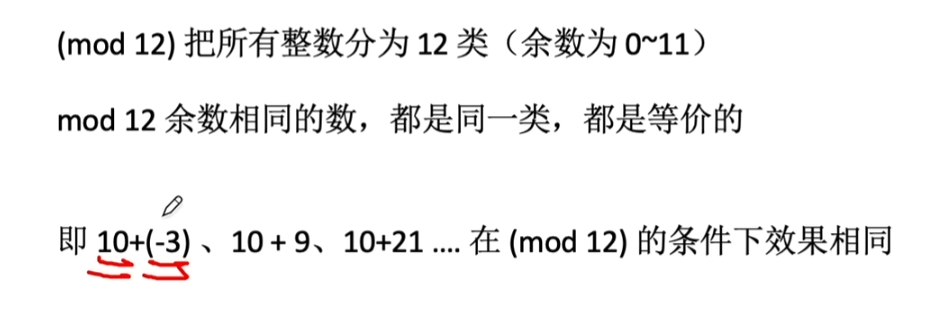 (mod 12) 把所有整数分为 12 类（余数为 0~11）
mod 12 余数相同的数，都是同一类，都是等价的
即 10+(-3) 、10 + 9、10+21 .... 在 (mod 12) 的条件下效果相同